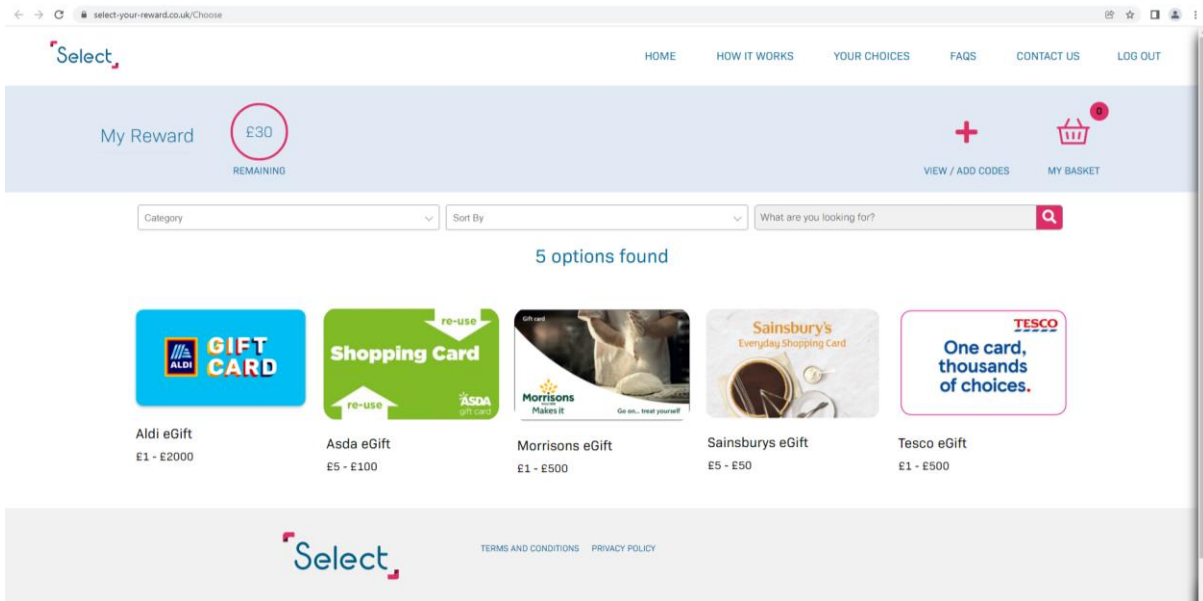 select-your-reward.co.uk/Choose
Select
HOME HOW IT WORKS YOUR CHOICES FAQS CONTACT US LOG OUT
My Reward
£30
REMAINING
VIEW / ADD CODES
0
MY BASKET
Category
Sort By
What are you looking for?
5 options found
ALDI
GIFT
CARD
Aldi eGift
£1 - £2000
re-use
Shopping Card
re-use
ASDA
gift card
Asda eGift
£5 - £100
Gift card
Morrisons
Makes it
Go on... treat yourself
Morrisons eGift
£1 - £500
Sainsbury's
Everyday Shopping Card
Sainsburys eGift
£5 - £50
TESCO
One card,
thousands
of choices.
Tesco eGift
£1 - £500
Select
TERMS AND CONDITIONS PRIVACY POLICY